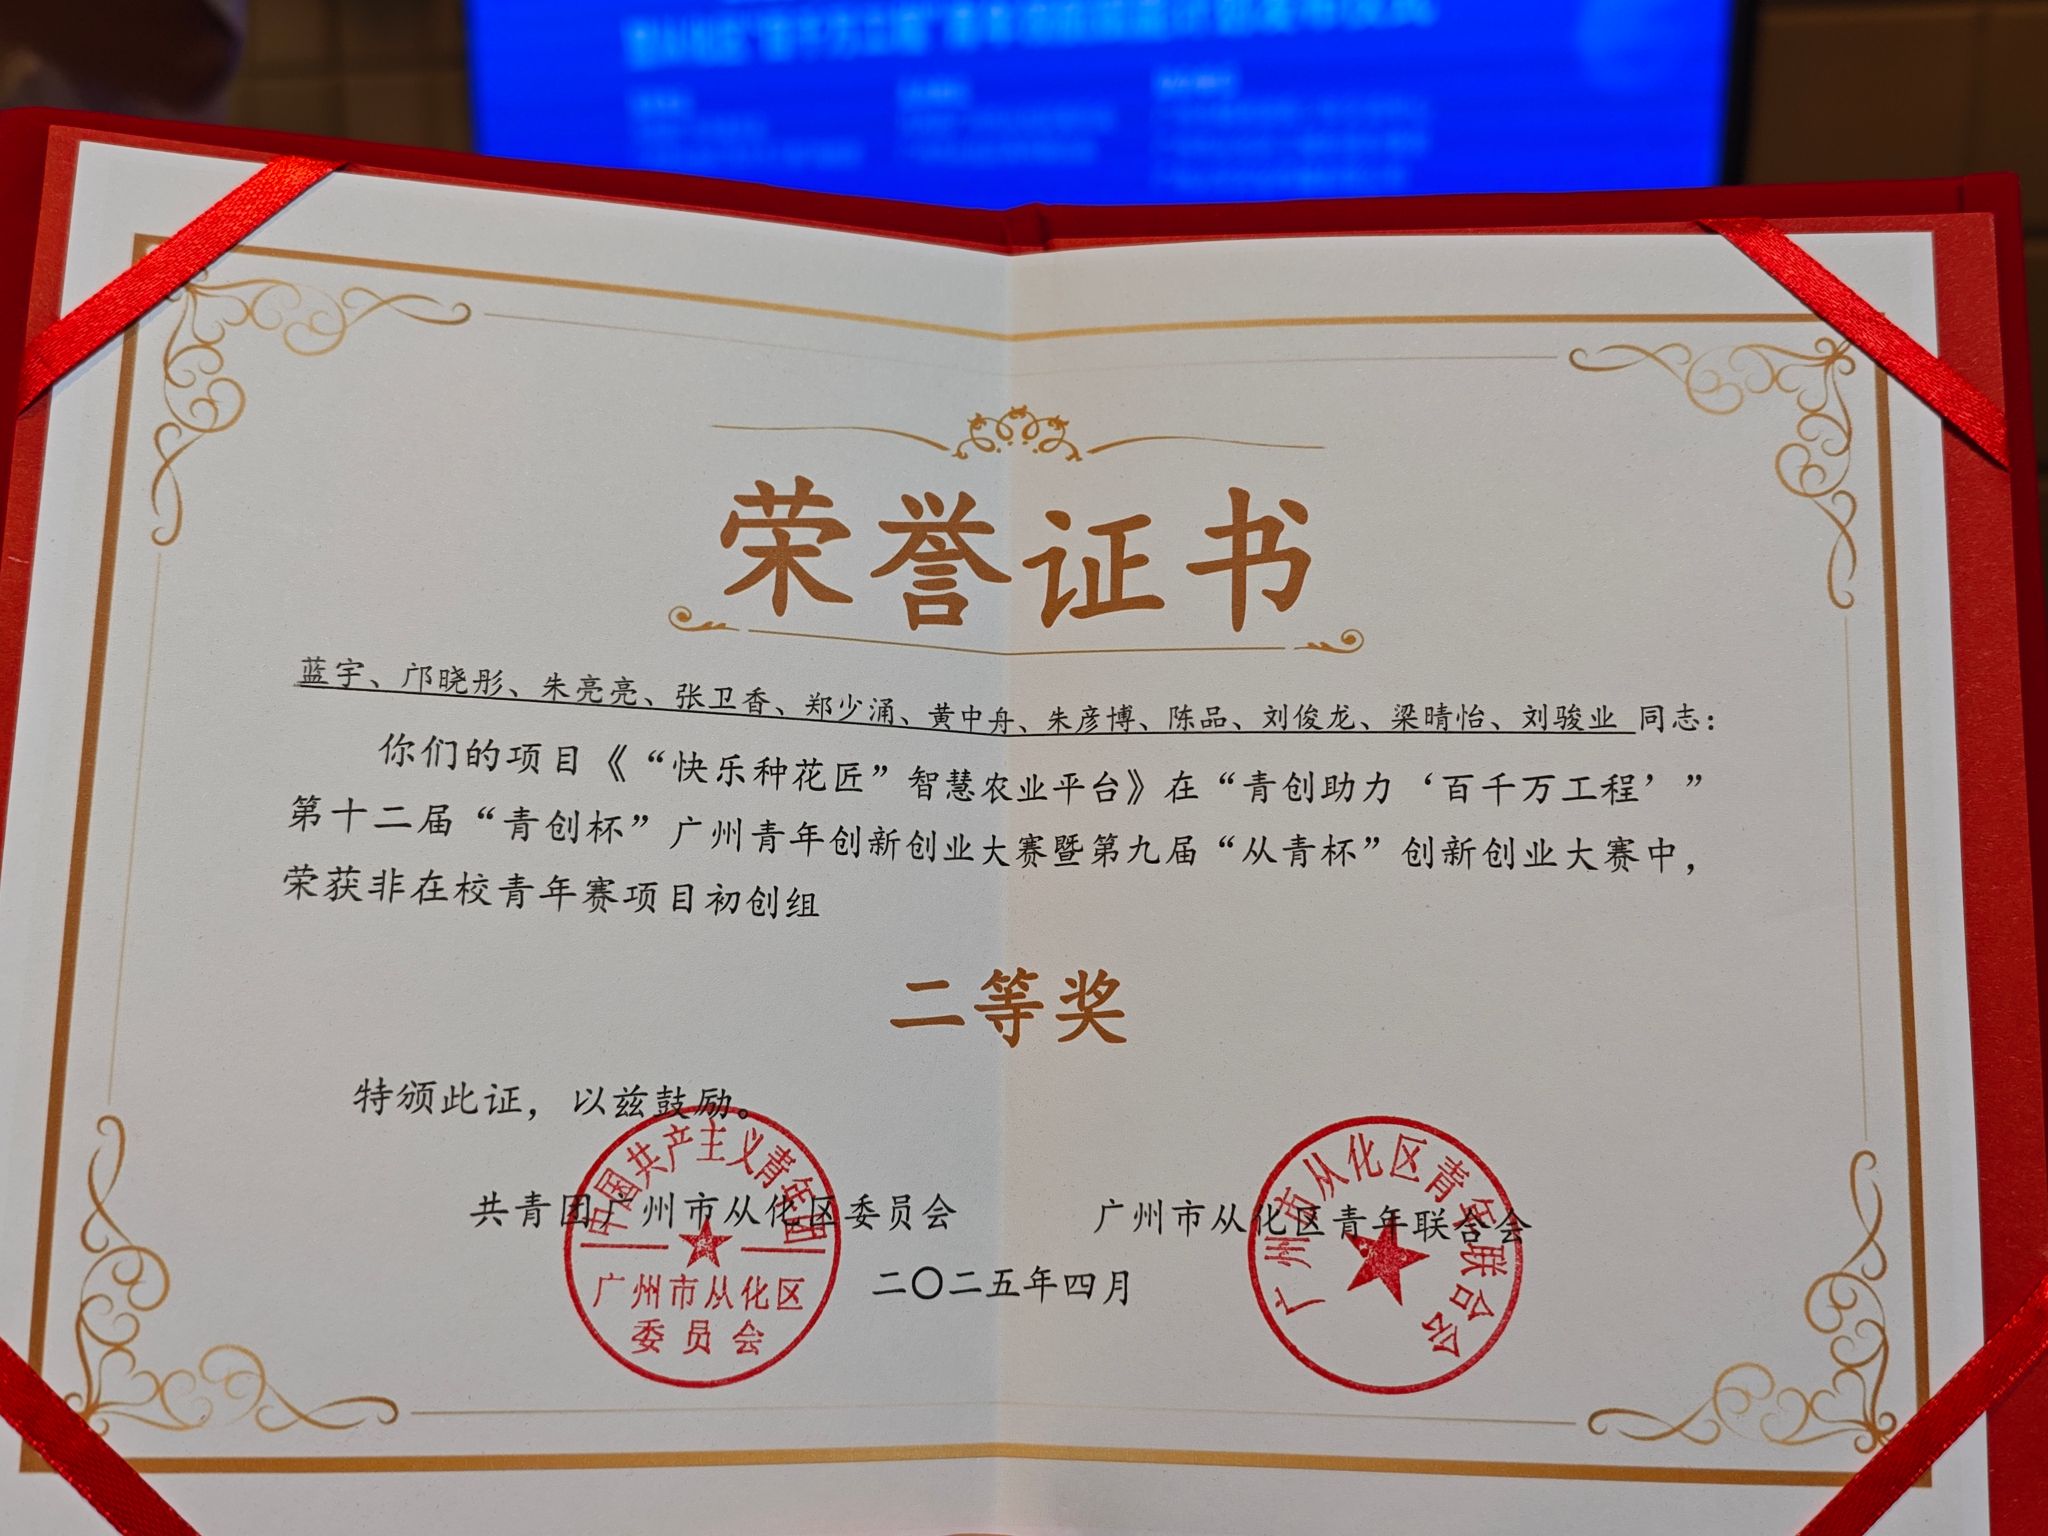 荣誉证书
蓝宇、邝晓彤、朱亮亮、张卫香、郑少涌、黄中舟、朱彦博、陈品、刘俊龙、梁晴怡、刘骏业 同志：
你们的项目《“快乐种花匠”智慧农业平台》在“青创助力‘百千万工程’”
第十二届“青创杯”广州青年创新创业大赛暨第九届“从青杯”创新创业大赛中，
荣获非在校青年赛项目初创组
二等奖
特颁此证，以兹鼓励。
共青团广州市从化区委员会 广州市从化区青年联合会
二〇二五年四月
中国共产主义青年团
广州市从化区
委员会
广州市从化区青年联合会